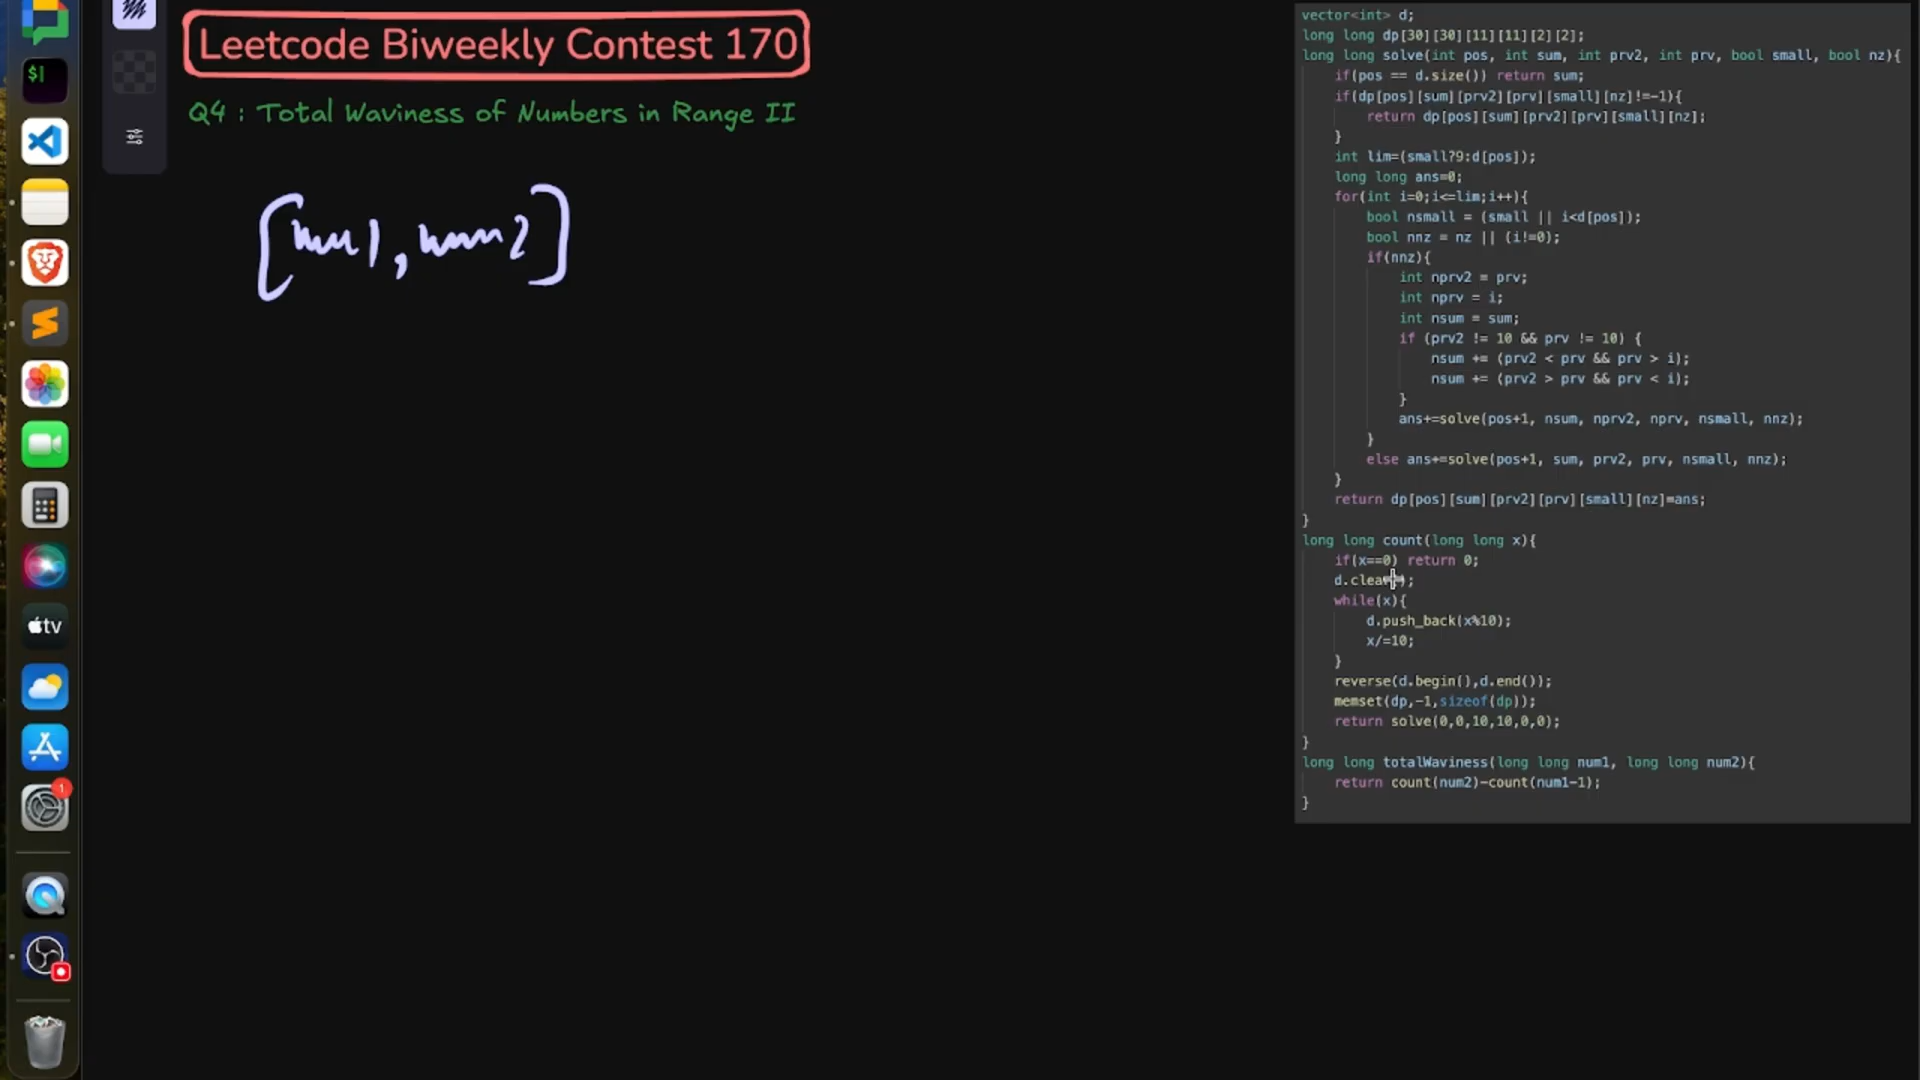 Leetcode Biweekly Contest 170
Q4 : Total Waviness of Numbers in Range II
[num1, num2]
vector<int> d;
long long dp[30][30][11][11][2][2];
long long solve(int pos, int sum, int prv2, int prv, bool small, bool nz){
if(pos == d.size()) return sum;
if(dp[pos][sum][prv2][prv][small][nz]!=-1){
return dp[pos][sum][prv2][prv][small][nz];
}
int lim=(small?9:d[pos]);
long long ans=0;
for(int i=0;i<=lim;i++){
bool nsmall = (small || i<d[pos]);
bool nnz = nz || (i!=0);
if(nnz){
int nprv2 = prv;
int nprv = i;
int nsum = sum;
if (prv2 != 10 && prv != 10) {
nsum += (prv2 < prv && prv > i);
nsum += (prv2 > prv && prv < i);
}
ans+=solve(pos+1, nsum, nprv2, nprv, nsmall, nnz);
}
else ans+=solve(pos+1, sum, prv2, prv, nsmall, nnz);
}
return dp[pos][sum][prv2][prv][small][nz]=ans;
}
long long count(long long x){
if(x==0) return 0;
d.clear();
while(x){
d.push_back(x%10);
x/=10;
}
reverse(d.begin(),d.end());
memset(dp,-1,sizeof(dp));
return solve(0,0,10,10,0,0);
}
long long totalWaviness(long long num1, long long num2){
return count(num2)-count(num1-1);
}
$
tv
1